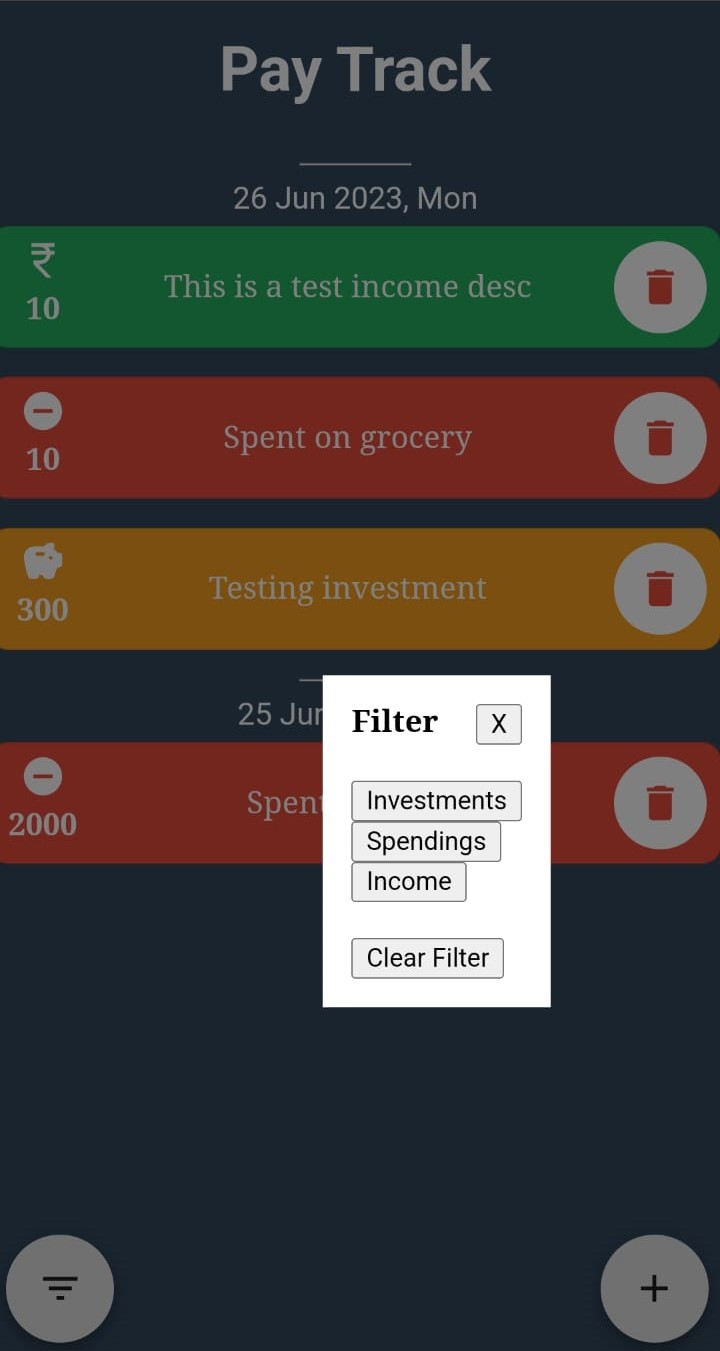 Pay Track
26 Jun 2023, Mon
₹
10
This is a test income desc
10
Spent on grocery
300
Testing investment
25 Jun
2000
Spent
Filter
X
Investments
Spendings
Income
Clear Filter